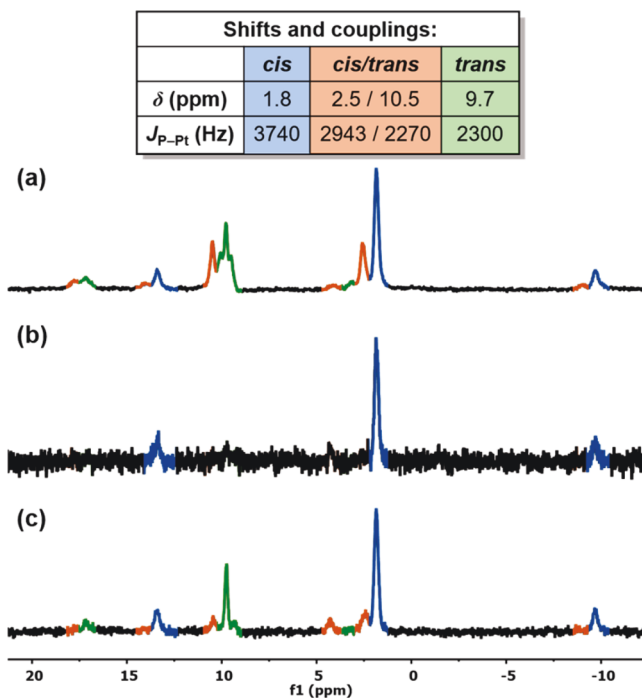 Shifts and couplings:
cis cis/trans trans
δ (ppm) 1.8 2.5 / 10.5 9.7
J P–Pt (Hz) 3740 2943 / 2270 2300
(a)
(b)
(c)
20 15 10 5 0 -5 -10
f1 (ppm)